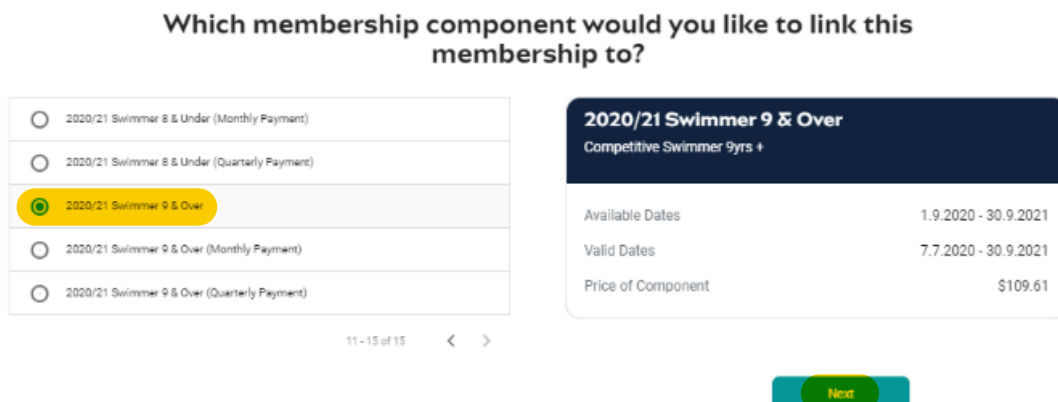 Which membership component would you like to link this
membership to?
2020/21 Swimmer 8 & Under (Monthly Payment)
2020/21 Swimmer 8 & Under (Quarterly Payment)
2020/21 Swimmer 9 & Over
2020/21 Swimmer 9 & Over (Monthly Payment)
2020/21 Swimmer 9 & Over (Quarterly Payment)
11 - 15 of 15
2020/21 Swimmer 9 & Over
Competitive Swimmer 9yrs +
Available Dates 1.9.2020 - 30.9.2021
Valid Dates 7.7.2020 - 30.9.2021
Price of Component $109.61
Next